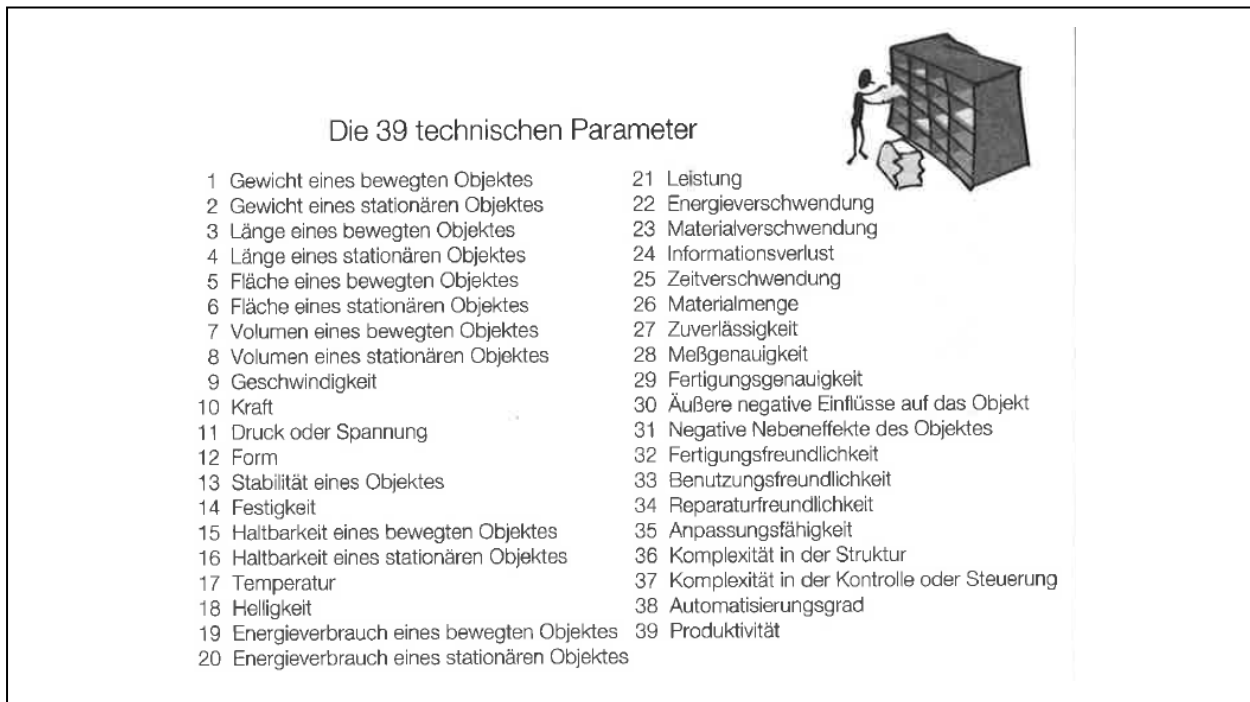 Die 39 technischen Parameter
1 Gewicht eines bewegten Objektes
2 Gewicht eines stationären Objektes
3 Länge eines bewegten Objektes
4 Länge eines stationären Objektes
5 Fläche eines bewegten Objektes
6 Fläche eines stationären Objektes
7 Volumen eines bewegten Objektes
8 Volumen eines stationären Objektes
9 Geschwindigkeit
10 Kraft
11 Druck oder Spannung
12 Form
13 Stabilität eines Objektes
14 Festigkeit
15 Haltbarkeit eines bewegten Objektes
16 Haltbarkeit eines stationären Objektes
17 Temperatur
18 Helligkeit
19 Energieverbrauch eines bewegten Objektes
20 Energieverbrauch eines stationären Objektes
21 Leistung
22 Energieverschwendung
23 Materialverschwendung
24 Informationsverlust
25 Zeitverschwendung
26 Materialmenge
27 Zuverlässigkeit
28 Meßgenauigkeit
29 Fertigungsgenauigkeit
30 Äußere negative Einflüsse auf das Objekt
31 Negative Nebeneffekte des Objektes
32 Fertigungsfreundlichkeit
33 Benutzungsfreundlichkeit
34 Reparaturfreundlichkeit
35 Anpassungsfähigkeit
36 Komplexität in der Struktur
37 Komplexität in der Kontrolle oder Steuerung
38 Automatisierungsgrad
39 Produktivität